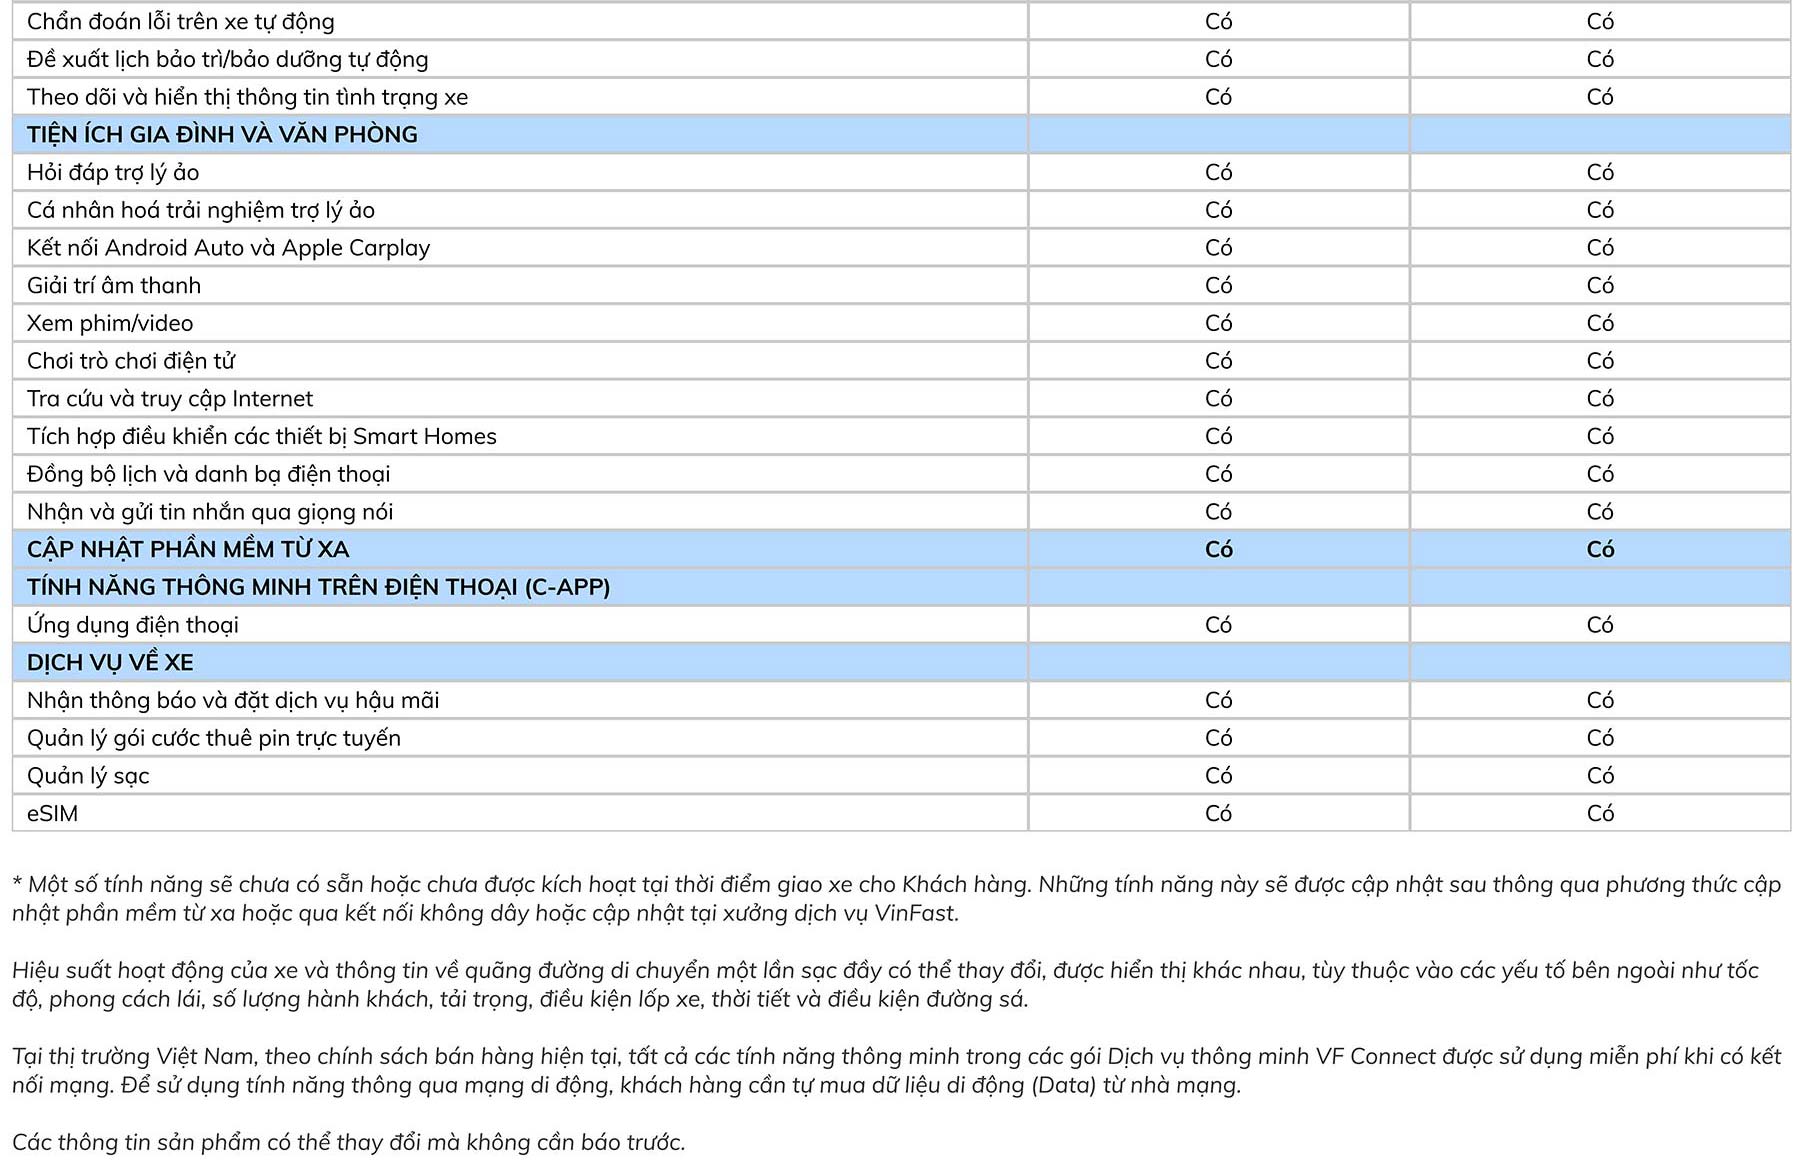 Chẩn đoán lỗi trên xe tự động Có Có
Đề xuất lịch bảo trì/bảo dưỡng tự động Có Có
Theo dõi và hiển thị thông tin tình trạng xe Có Có
TIỆN ÍCH GIA ĐÌNH VÀ VĂN PHÒNG
Hỏi đáp trợ lý ảo Có Có
Cá nhân hoá trải nghiệm trợ lý ảo Có Có
Kết nối Android Auto và Apple Carplay Có Có
Giải trí âm thanh Có Có
Xem phim/video Có Có
Chơi trò chơi điện tử Có Có
Tra cứu và truy cập Internet Có Có
Tích hợp điều khiển các thiết bị Smart Homes Có Có
Đồng bộ lịch và danh bạ điện thoại Có Có
Nhận và gửi tin nhắn qua giọng nói Có Có
CẬP NHẬT PHẦN MỀM TỪ XA Có Có
TÍNH NĂNG THÔNG MINH TRÊN ĐIỆN THOẠI (C-APP)
Ứng dụng điện thoại Có Có
DỊCH VỤ VỀ XE
Nhận thông báo và đặt dịch vụ hậu mãi Có Có
Quản lý gói cước thuê pin trực tuyến Có Có
Quản lý sạc Có Có
eSIM Có Có
* Một số tính năng sẽ chưa có sẵn hoặc chưa được kích hoạt tại thời điểm giao xe cho Khách hàng. Những tính năng này sẽ được cập nhật sau thông qua phương thức cập
nhật phần mềm từ xa hoặc qua kết nối không dây hoặc cập nhật tại xưởng dịch vụ VinFast.
Hiệu suất hoạt động của xe và thông tin về quãng đường di chuyển một lần sạc đầy có thể thay đổi, được hiển thị khác nhau, tùy thuộc vào các yếu tố bên ngoài như tốc
độ, phong cách lái, số lượng hành khách, tải trọng, điều kiện lốp xe, thời tiết và điều kiện đường sá.
Tại thị trường Việt Nam, theo chính sách bán hàng hiện tại, tất cả các tính năng thông minh trong các gói Dịch vụ thông minh VF Connect được sử dụng miễn phí khi có kết
nối mạng. Để sử dụng tính năng thông qua mạng di động, khách hàng cần tự mua dữ liệu di động (Data) từ nhà mạng.
Các thông tin sản phẩm có thể thay đổi mà không cần báo trước.